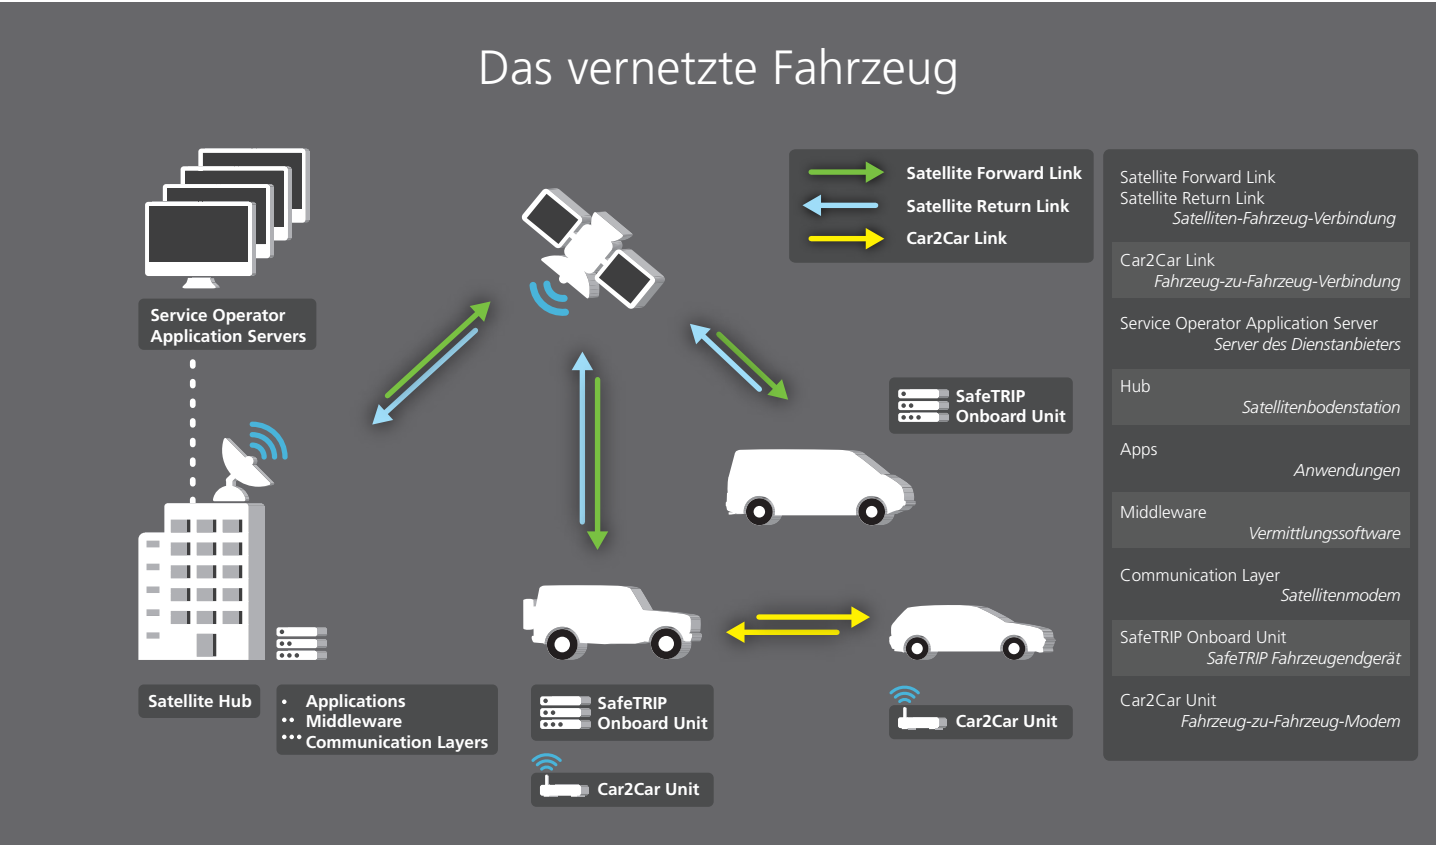 Das vernetzte Fahrzeug
Service Operator
Application Servers
Satellite Forward Link
Satellite Return Link
Car2Car Link
SafeTRIP
Onboard Unit
Satellite Hub
• Applications
•• Middleware
••• Communication Layers
SafeTRIP
Onboard Unit
Car2Car Unit
Car2Car Unit
Satellite Forward Link
Satellite Return Link
Satelliten-Fahrzeug-Verbindung
Car2Car Link
Fahrzeug-zu-Fahrzeug-Verbindung
Service Operator Application Server
Server des Dienstanbieters
Hub
Satellitenbodenstation
Apps
Anwendungen
Middleware
Vermittlungssoftware
Communication Layer
Satellitenmodem
SafeTRIP Onboard Unit
SafeTRIP Fahrzeugendgerät
Car2Car Unit
Fahrzeug-zu-Fahrzeug-Modem